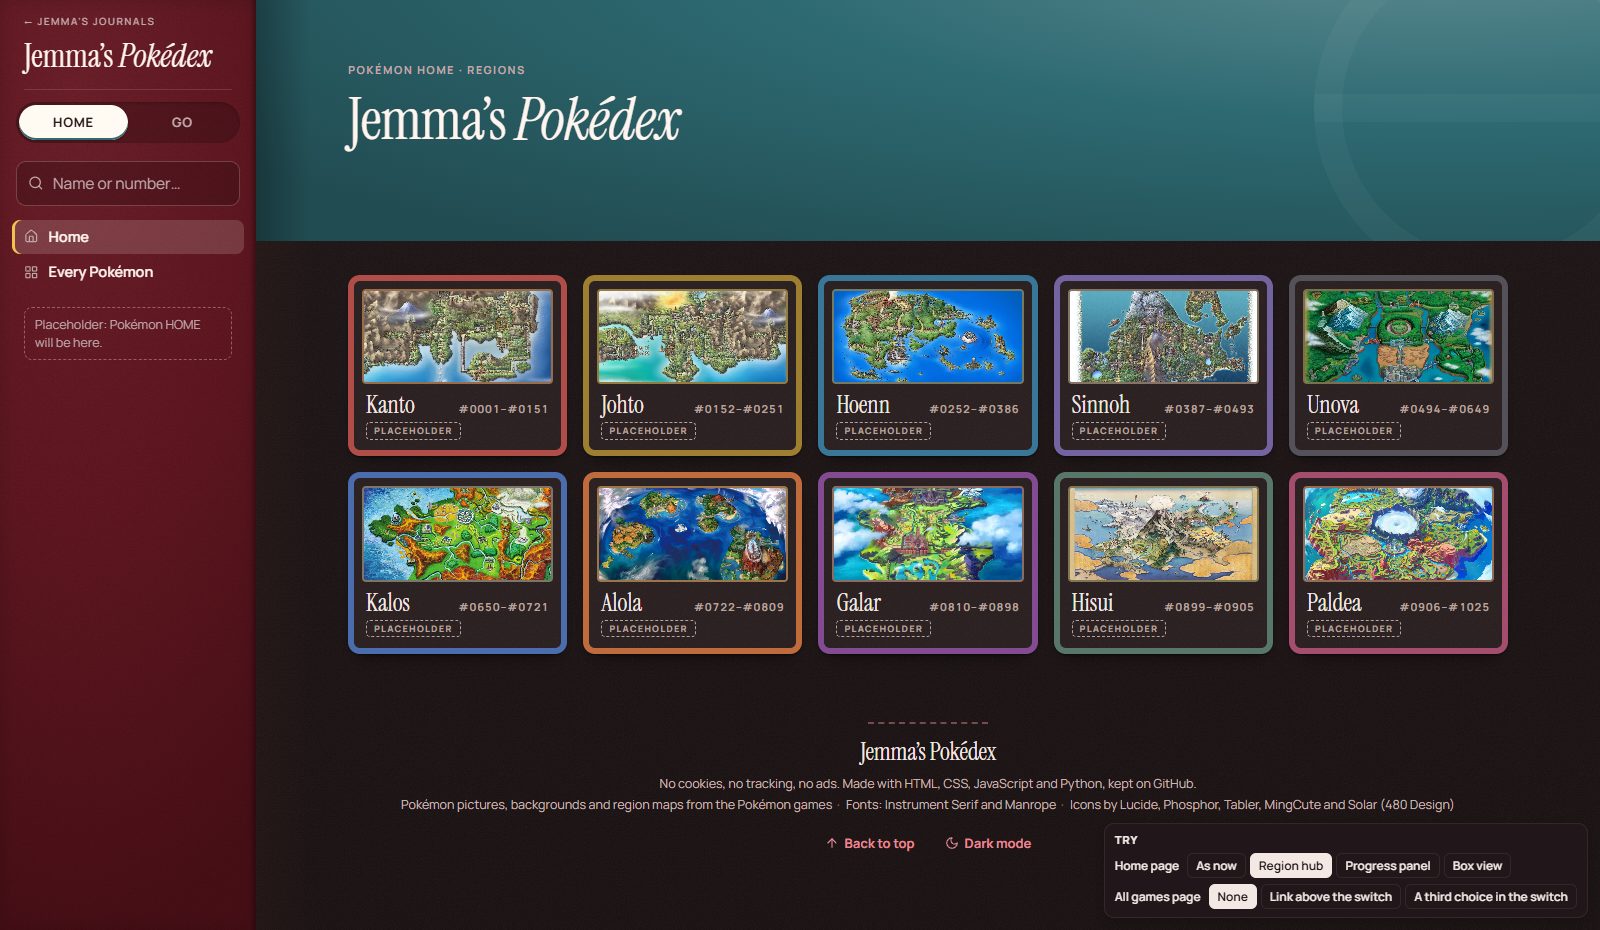 ← JEMMA'S JOURNALS
Jemma's Pokédex
HOME GO
Name or number...
Home
Every Pokémon
Placeholder: Pokémon HOME
will be here.
POKÉMON HOME · REGIONS
Jemma's Pokédex
Kanto #0001–#0151
PLACEHOLDER
Johto #0152–#0251
PLACEHOLDER
Hoenn #0252–#0386
PLACEHOLDER
Sinnoh #0387–#0493
PLACEHOLDER
Unova #0494–#0649
PLACEHOLDER
Kalos #0650–#0721
PLACEHOLDER
Alola #0722–#0809
PLACEHOLDER
Galar #0810–#0898
PLACEHOLDER
Hisui #0899–#0905
PLACEHOLDER
Paldea #0906–#1025
PLACEHOLDER
Jemma's Pokédex
No cookies, no tracking, no ads. Made with HTML, CSS, JavaScript and Python, kept on GitHub.
Pokémon pictures, backgrounds and region maps from the Pokémon games · Fonts: Instrument Serif and Manrope · Icons by Lucide, Phosphor, Tabler, MingCute and Solar (480 Design)
↑ Back to top Dark mode
TRY
Home page As now Region hub Progress panel Box view
All games page None Link above the switch A third choice in the switch